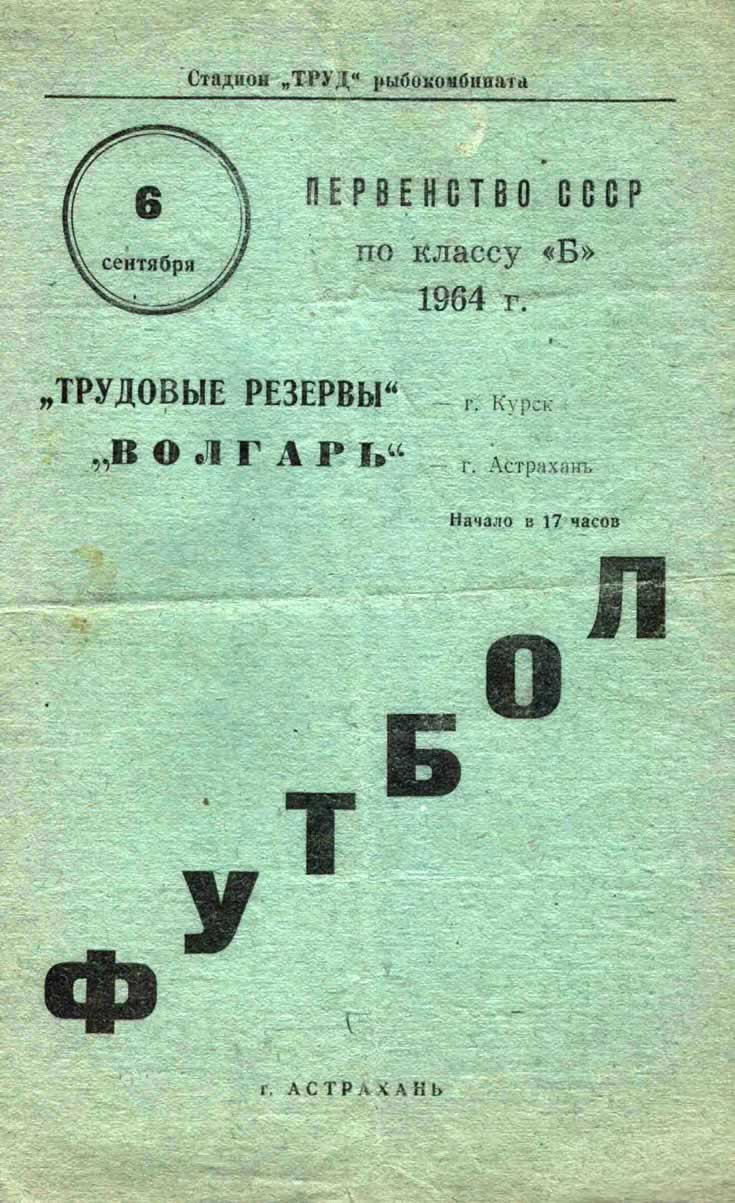 Стадион „ТРУД“ рыбокомбината
6
сентября
ПЕРВЕНСТВО СССР
по классу «Б»
1964 г.
„ТРУДОВЫЕ РЕЗЕРВЫ“ — г. Курск
„ВОЛГАРЬ“ — г. Астрахань
Начало в 17 часов
ФУТБОЛ
г. АСТРАХАНЬ